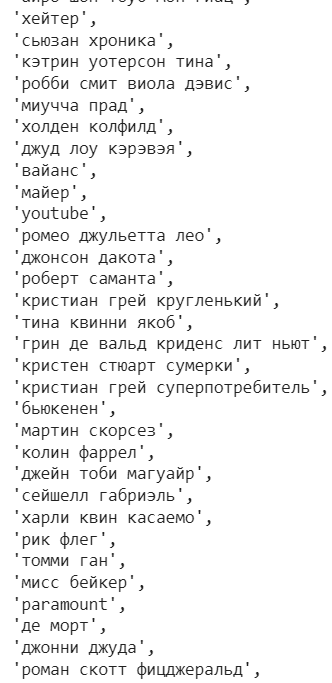 'хейтер',
'сьюзан хроника',
'кэтрин уотерсон тина',
'робби смит виола дэвис',
'миучча прад',
'холден колфилд',
'джуд лоу кэрэвэя',
'вайанс',
'майер',
'youtube',
'ромео джульетта лео',
'джонсон дакота',
'роберт саманта',
'кристиан грей кругленький',
'тина квинни якоб',
'грин де вальд криденс лит ньют',
'кристен стюарт сумерки',
'кристиан грей суперпотребитель',
'бьюкенен',
'мартин скорсез',
'колин фаррел',
'джейн тоби магуайр',
'сейшелл габриэль',
'харли квин касаемо',
'рик флег',
'томми ган',
'мисс бейкер',
'paramount',
'де морт',
'джонни джуда',
'роман скотт фицджеральд',